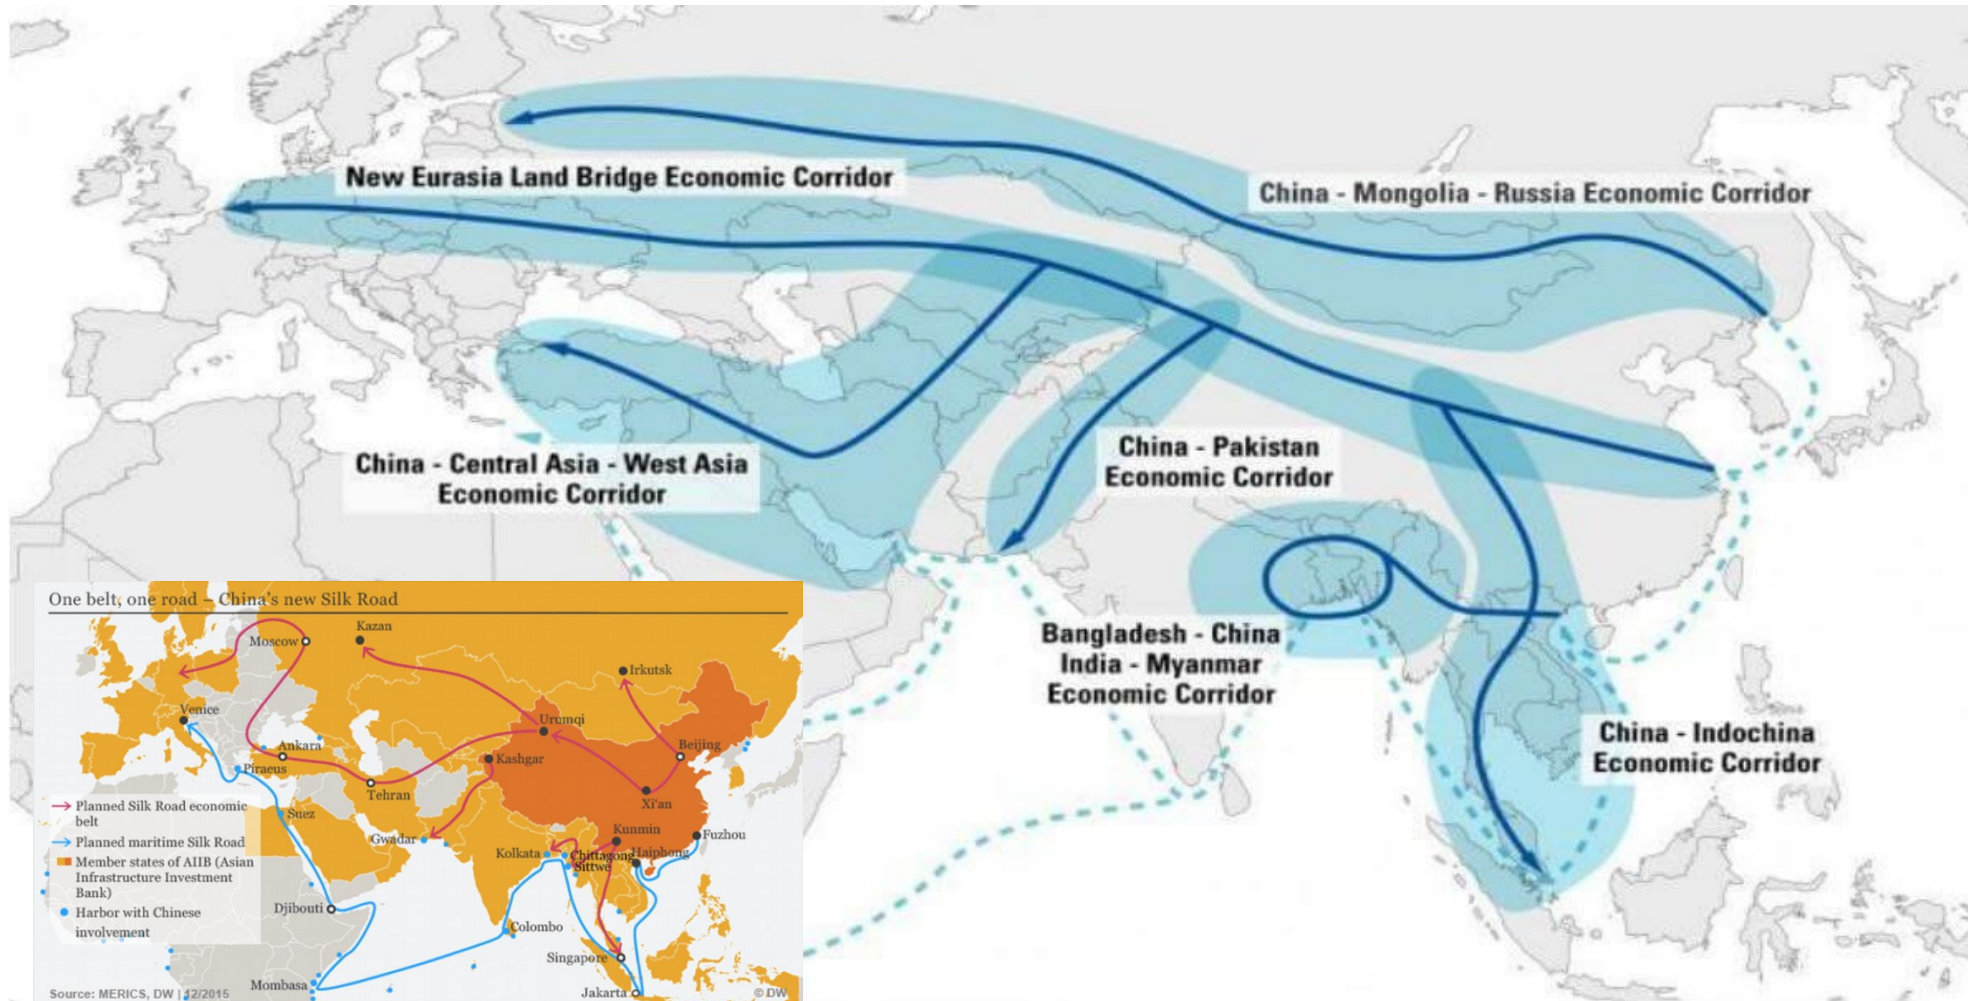 New Eurasia Land Bridge Economic Corridor
China - Mongolia - Russia Economic Corridor
China - Central Asia - West Asia
Economic Corridor
China - Pakistan
Economic Corridor
Bangladesh - China
India - Myanmar
Economic Corridor
China - Indochina
Economic Corridor
One belt, one road – China's new Silk Road
Kazan
Moscow
Irkutsk
Venice
Urumqi
Ankara
Beijing
Piraeus
Kashgar
Tehran
Xi'an
Planned Silk Road economic
belt
Suez
Kunmin
Fuzhou
Planned maritime Silk Road
Gwadar
Kolkata
Chittagong
Haiphong
Sittwe
Member states of AIIB (Asian
Infrastructure Investment
Bank)
Harbor with Chinese
involvement
Djibouti
Colombo
Singapore
Mombasa
Jakarta
Source: MERICS, DW | 12/2015
© DW